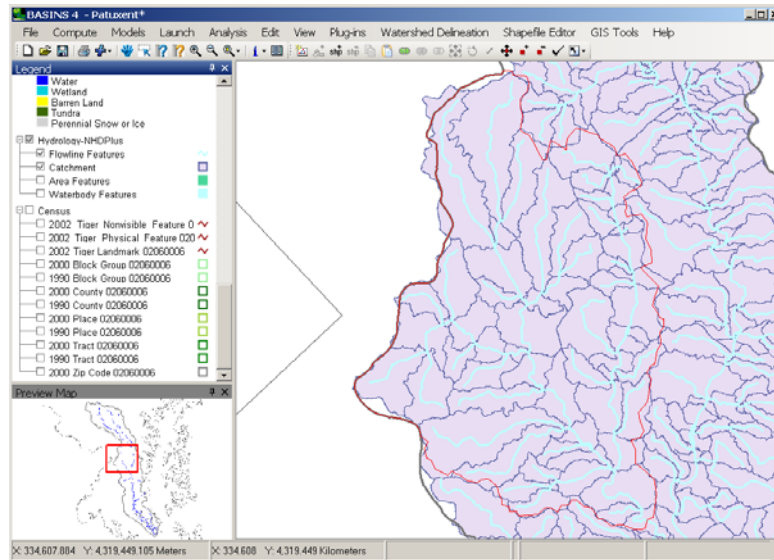 BASINS 4 - Patuxent*
File Compute Models Launch Analysis Edit View Plug-ins Watershed Delineation Shapefile Editor GIS Tools Help
Legend
Water
Wetland
Barren Land
Tundra
Perennial Snow or Ice
Hydrology-NHDPlus
Flowline Features
Catchment
Area Features
Waterbody Features
Census
2002 Tiger Nonvisible Feature 0
2002 Tiger Physical Feature 020
2002 Tiger Landmark 02060006
2000 Block Group 02060006
1990 Block Group 02060006
2000 County 02060006
1990 County 02060006
2000 Place 02060006
1990 Place 02060006
2000 Tract 02060006
1990 Tract 02060006
2000 Zip Code 02060006
Preview Map
X: 334,607.884 Y: 4,319,449.105 Meters X: 334.608 Y: 4,319.449 Kilometers